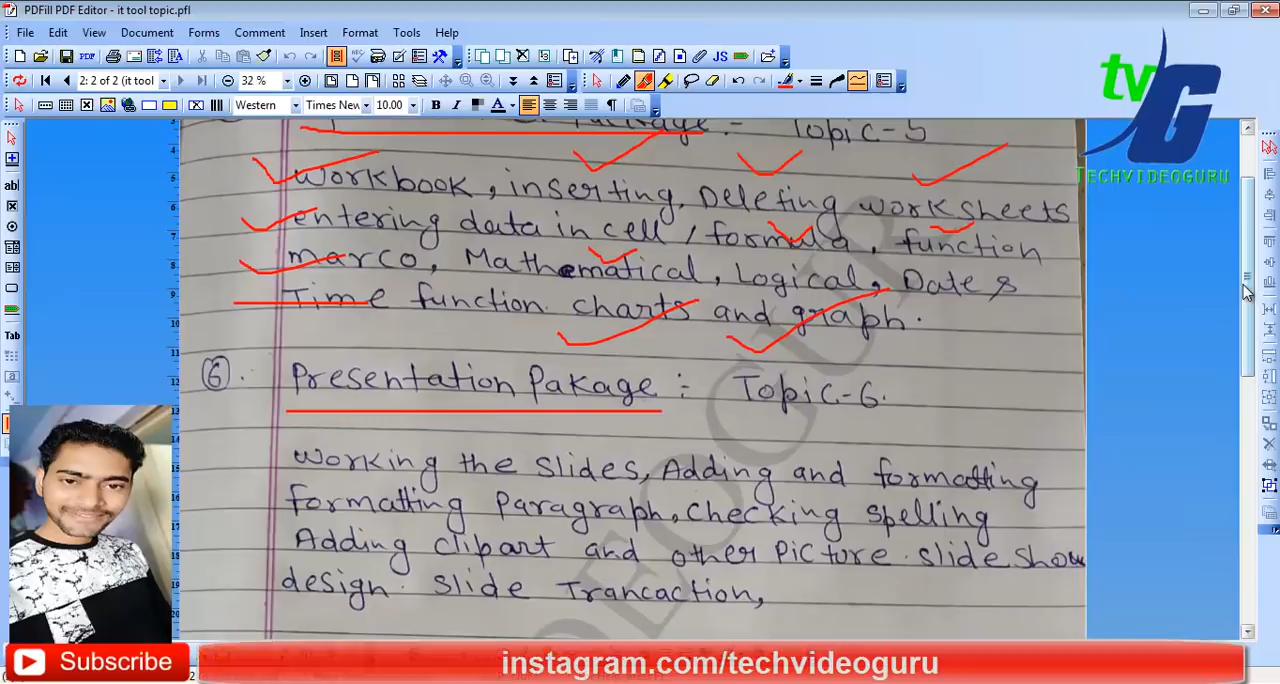 PDFill PDF Editor - it tool topic.pfl
File Edit View Document Forms Comment Insert Format Tools Help
2: 2 of 2 (it tool 32 %
Western Times New 10.00
tv G
TECHVIDEOGURU
Package :- Topic-5
Workbook, inserting, Deleting worksheets
entering data in cell, formula, function
marco, Mathematical, Logical, Date &
Time function. charts and graph.
6. Presentation Pakage :- Topic-6.
Working the slides, Adding and formatting
formatting Paragraph, Checking spelling
Adding clipart and other Picture. slide show
design. slide Trancaction,
Tab
Subscribe
instagram.com/techvideoguru